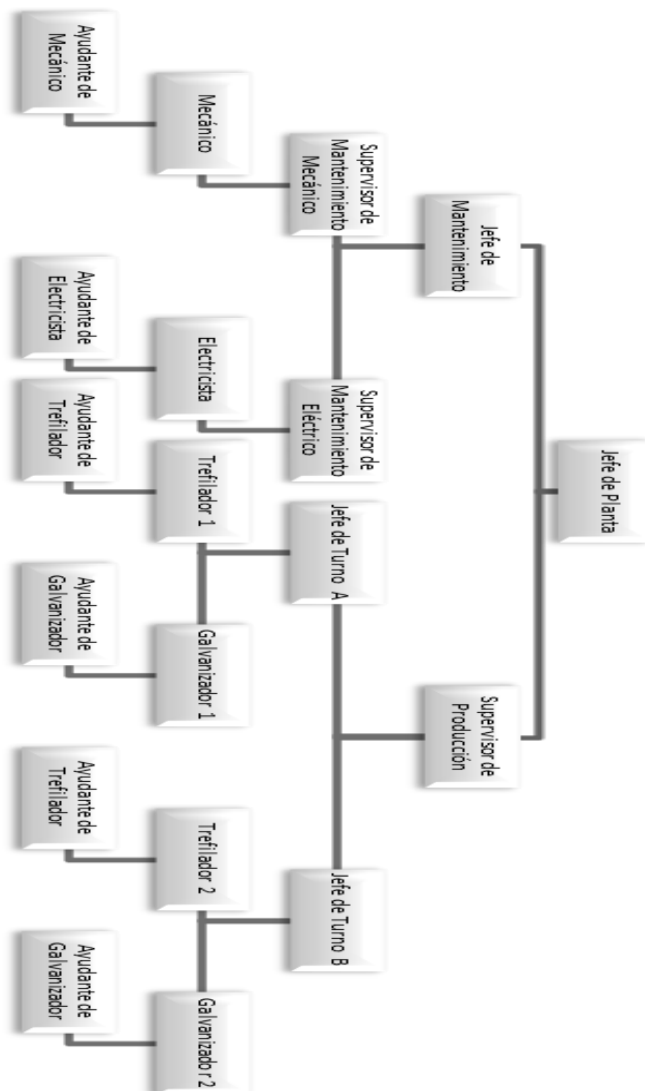 Jefe de Planta
Jefe de
Mantenimiento
Supervisor de
Producción
Supervisor de
Mantenimiento
Mecánico
Supervisor de
Mantenimiento
Eléctrico
Jefe de Turno A
Jefe de Turno B
Mecánico
Electricista
Trefilador 1
Galvanizador 1
Trefilador 2
Galvanizador 2
Ayudante de
Mecánico
Ayudante de
Electricista
Ayudante de
Trefilador
Ayudante de
Galvanizador
Ayudante de
Trefilador
Ayudante de
Galvanizador